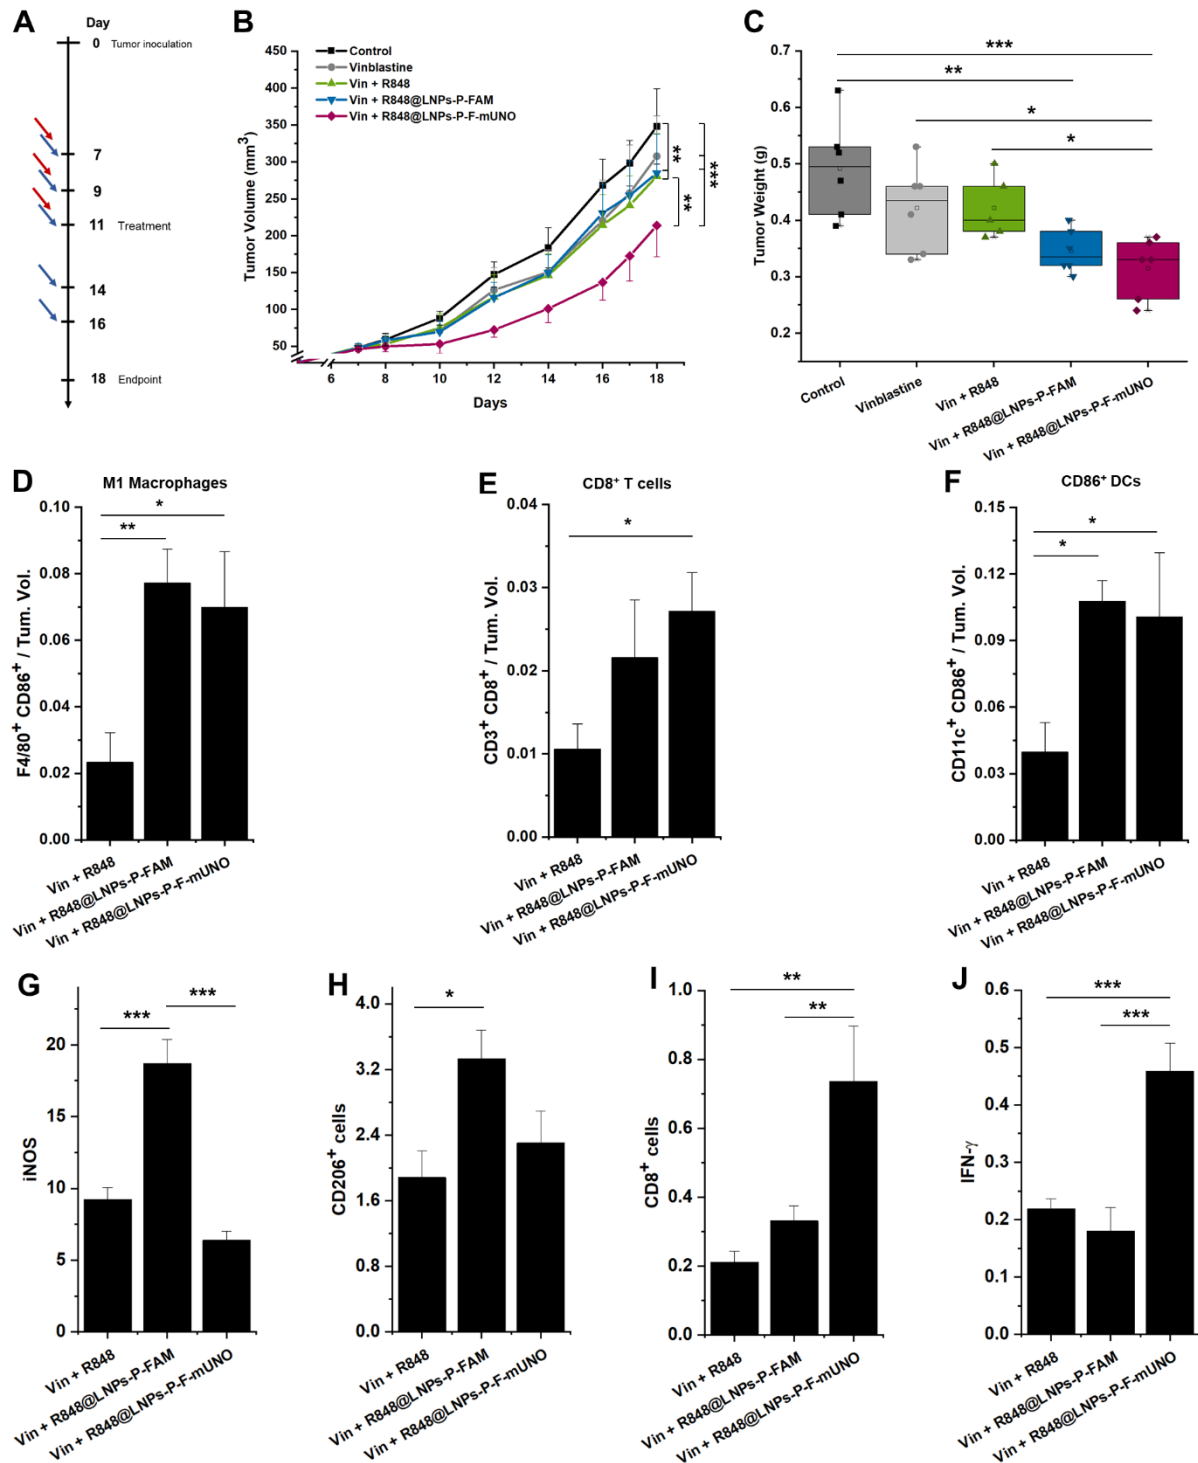 A
Day
0 Tumor inoculation
7
9
11 Treatment
14
16
18 Endpoint
B
Tumor Volume (mm³)
450
400
350
300
250
200
150
100
50
6 8 10 12 14 16 18
Days
Control
Vinblastine
Vin + R848
Vin + R848@LNPs-P-FAM
Vin + R848@LNPs-P-F-mUNO
**
**
***
C
Tumor Weight (g)
0.7
0.6
0.5
0.4
0.3
0.2
***
**
*
*
Control
Vinblastine
Vin + R848
Vin + R848@LNPs-P-FAM
Vin + R848@LNPs-P-F-mUNO
D
M1 Macrophages
F4/80⁺ CD86⁺ / Tum. Vol.
0.10
0.08
0.06
0.04
0.02
0.00
*
**
Vin + R848
Vin + R848@LNPs-P-FAM
Vin + R848@LNPs-P-F-mUNO
E
CD8⁺ T cells
CD3⁺ CD8⁺ / Tum. Vol.
0.04
0.03
0.02
0.01
0.00
*
Vin + R848
Vin + R848@LNPs-P-FAM
Vin + R848@LNPs-P-F-mUNO
F
CD86⁺ DCs
CD11c⁺ CD86⁺ / Tum. Vol.
0.15
0.12
0.09
0.06
0.03
0.00
*
*
Vin + R848
Vin + R848@LNPs-P-FAM
Vin + R848@LNPs-P-F-mUNO
G
iNOS
20
15
10
5
0
***
***
Vin + R848
Vin + R848@LNPs-P-FAM
Vin + R848@LNPs-P-F-mUNO
H
CD206⁺ cells
4.0
3.2
2.4
1.6
0.8
0.0
*
Vin + R848
Vin + R848@LNPs-P-FAM
Vin + R848@LNPs-P-F-mUNO
I
CD8⁺ cells
1.0
0.8
0.6
0.4
0.2
0.0
**
**
Vin + R848
Vin + R848@LNPs-P-FAM
Vin + R848@LNPs-P-F-mUNO
J
IFN-γ
0.6
0.5
0.4
0.3
0.2
0.1
0.0
***
***
Vin + R848
Vin + R848@LNPs-P-FAM
Vin + R848@LNPs-P-F-mUNO